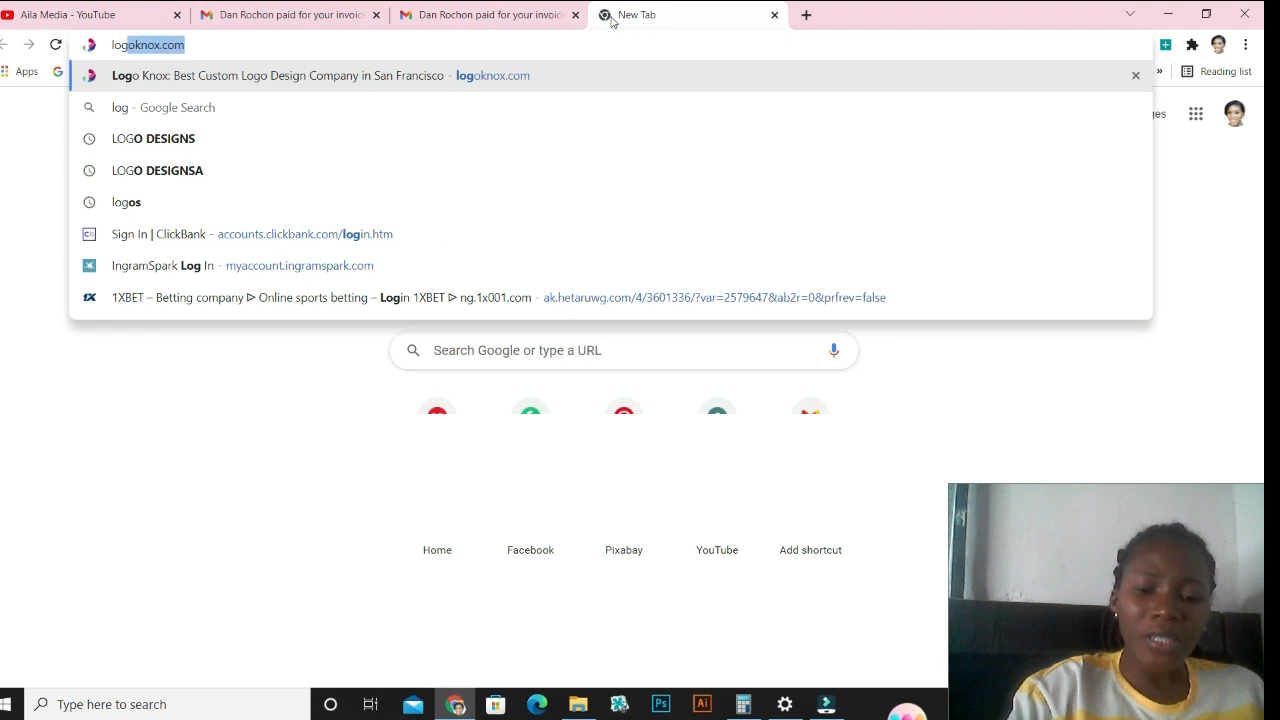 Aila Media - YouTube
Dan Rochon paid for your invoic
Dan Rochon paid for your invoic
New Tab
logoknox.com
Apps
Reading list
Logo Knox: Best Custom Logo Design Company in San Francisco - logoknox.com
log - Google Search
LOGO DESIGNS
LOGO DESIGNSA
logos
Sign In | ClickBank - accounts.clickbank.com/login.htm
IngramSpark Log In - myaccount.ingramspark.com
1XBET – Betting company ᐉ Online sports betting – Login 1XBET ᐉ ng.1x001.com - ak.hetaruwg.com/4/3601336/?var=2579647&ab2r=0&prfrev=false
ges
Search Google or type a URL
Home
Facebook
Pixabay
YouTube
Add shortcut
Type here to search
Ps
Ai